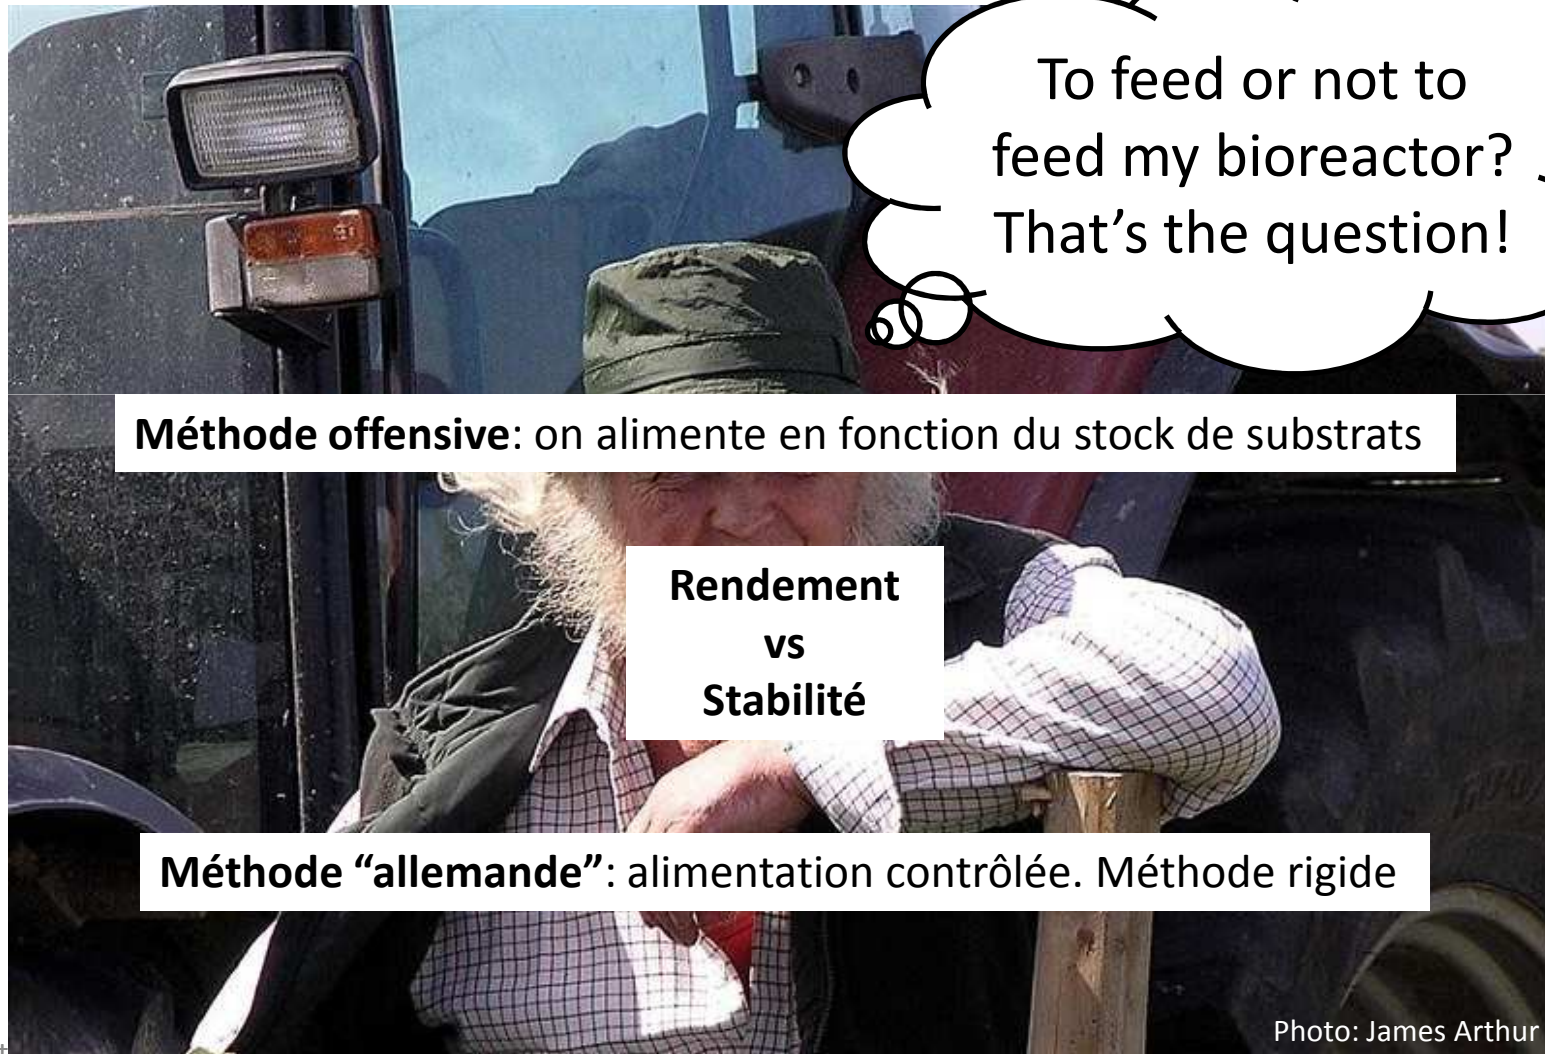 To feed or not to
feed my bioreactor?
That’s the question!
Méthode offensive: on alimente en fonction du stock de substrats
Rendement
vs
Stabilité
Méthode “allemande”: alimentation contrôlée. Méthode rigide
Photo: James Arthur